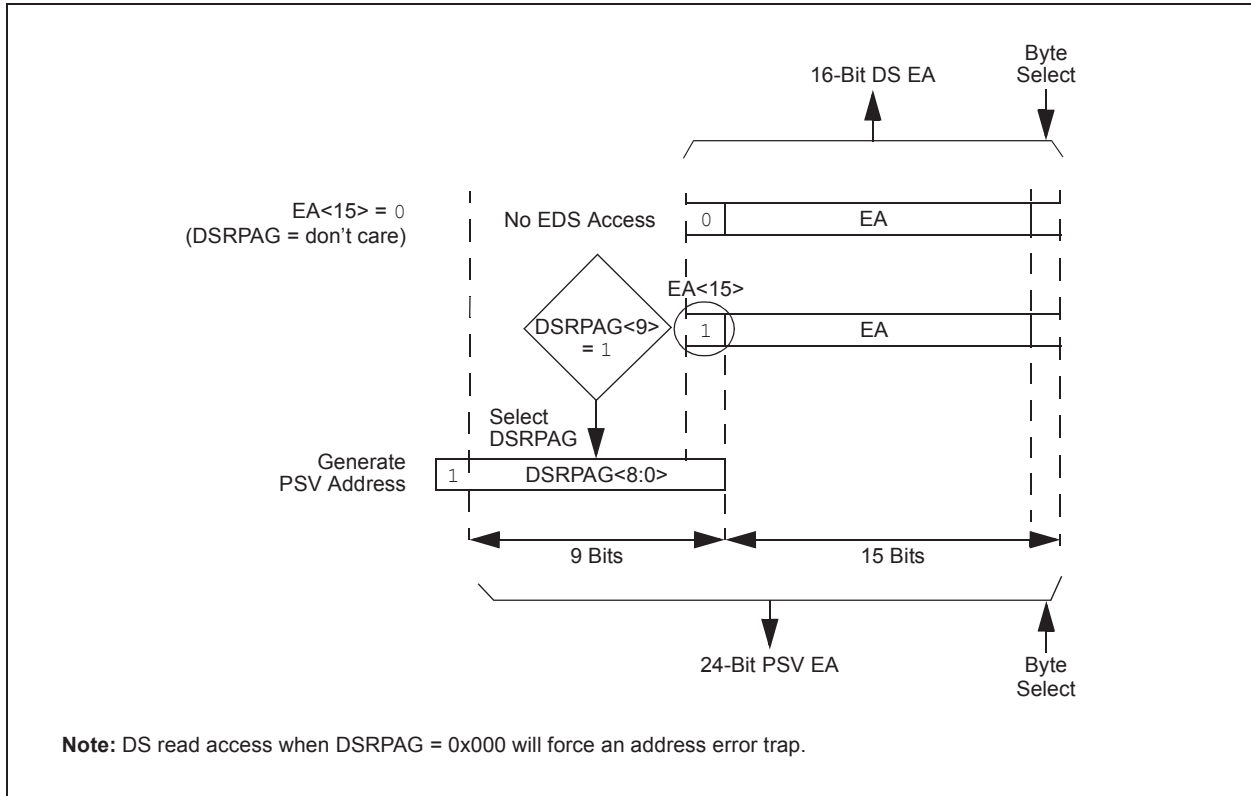 16-Bit DS EA
Byte
Select
EA<15> = 0
(DSRPAG = don't care)
No EDS Access
0
EA
EA<15>
DSRPAG<9>
= 1
1
EA
Select
DSRPAG
Generate
PSV Address
1
DSRPAG<8:0>
9 Bits
15 Bits
24-Bit PSV EA
Byte
Select
Note: DS read access when DSRPAG = 0x000 will force an address error trap.